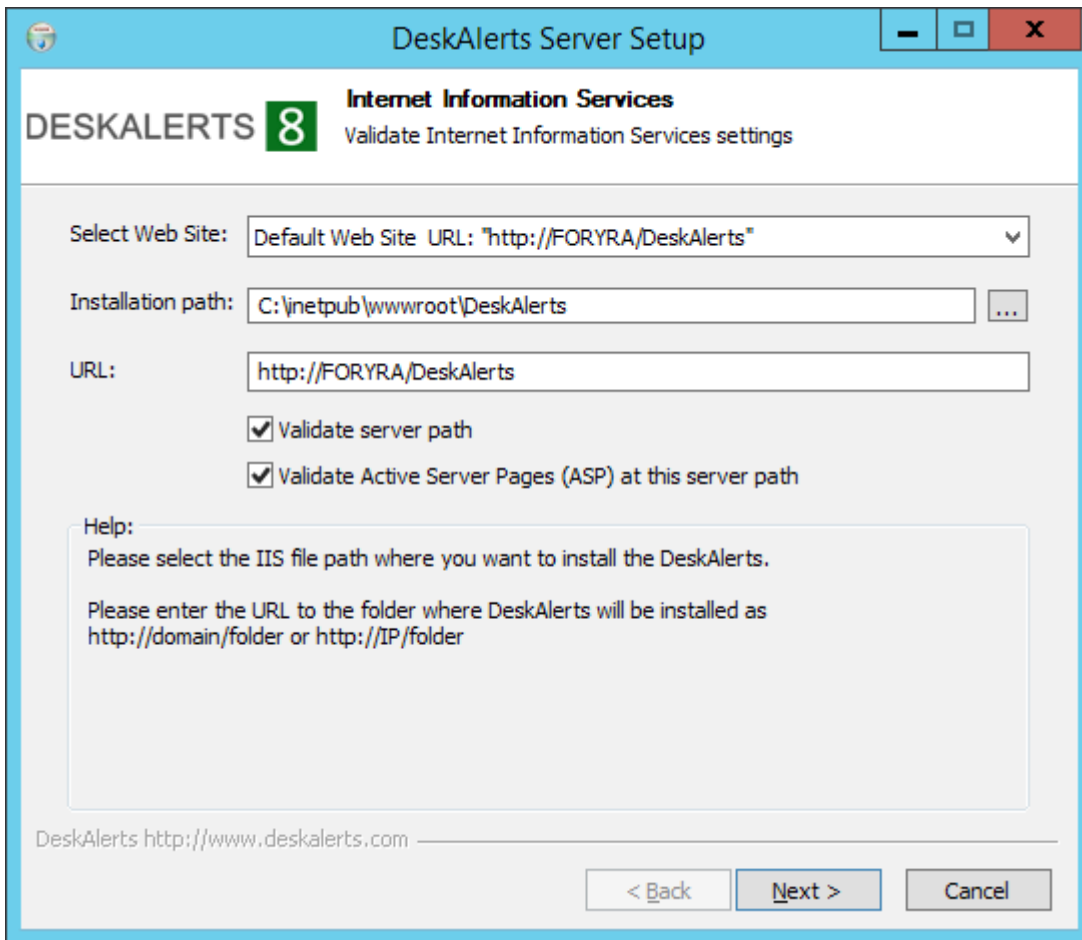 DeskAlerts Server Setup
DESKALERTS 8
Internet Information Services
Validate Internet Information Services settings
Select Web Site:
Default Web Site  URL: "http://FORYRA/DeskAlerts"
Installation path:
C:\inetpub\wwwroot\DeskAlerts
...
URL:
http://FORYRA/DeskAlerts
Validate server path
Validate Active Server Pages (ASP) at this server path
Help:
Please select the IIS file path where you want to install the DeskAlerts.
Please enter the URL to the folder where DeskAlerts will be installed as
http://domain/folder or http://IP/folder
DeskAlerts http://www.deskalerts.com
< Back
Next >
Cancel